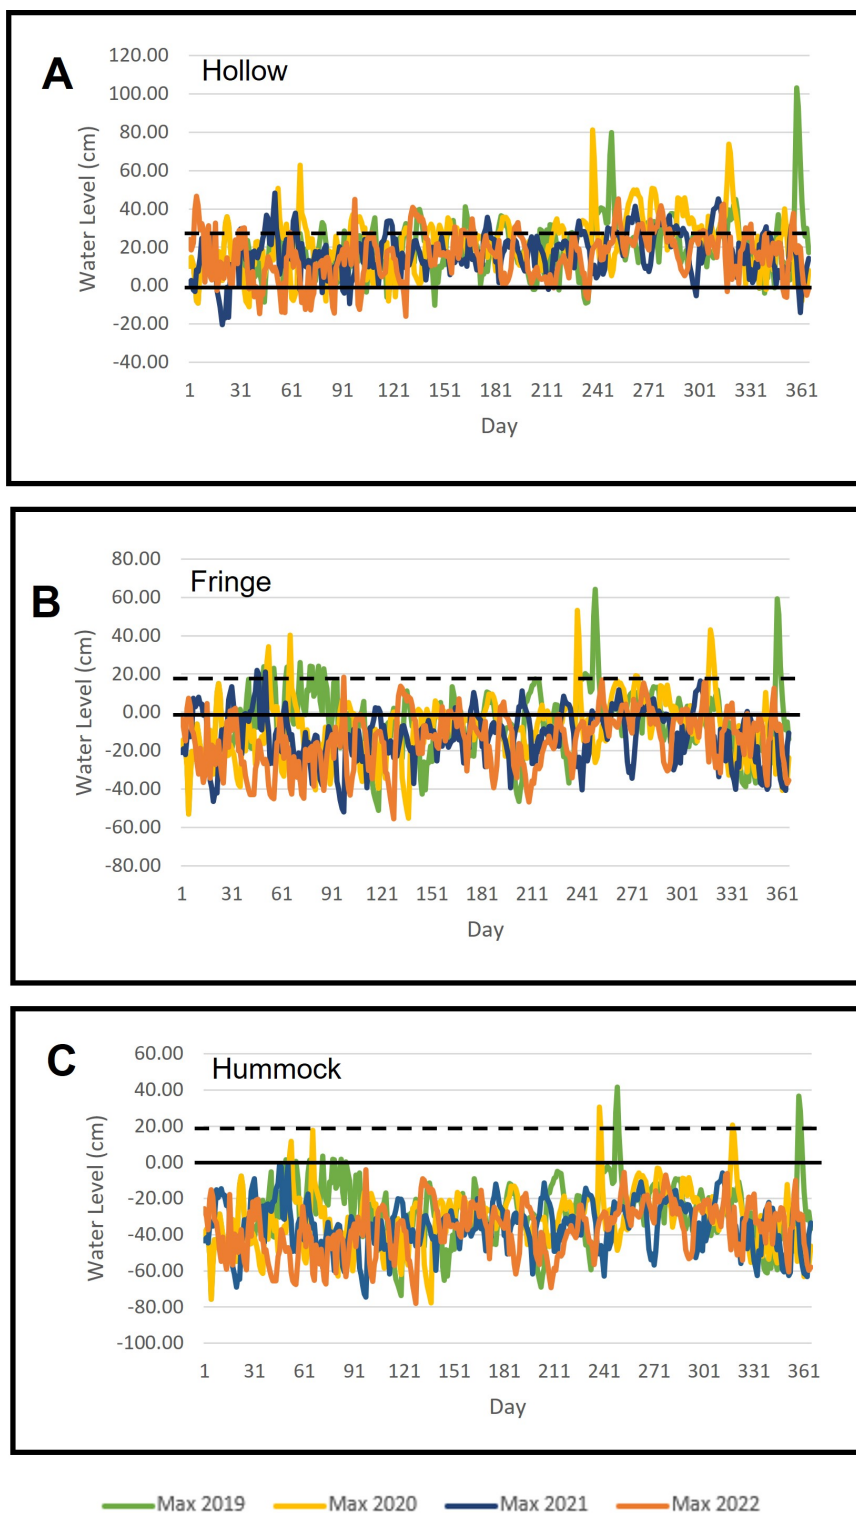 A
Hollow
120.00
100.00
80.00
60.00
40.00
20.00
0.00
-20.00
-40.00
Water Level (cm)
1 31 61 91 121 151 181 211 241 271 301 331 361
Day
B
Fringe
80.00
60.00
40.00
20.00
0.00
-20.00
-40.00
-60.00
-80.00
Water Level (cm)
1 31 61 91 121 151 181 211 241 271 301 331 361
Day
C
Hummock
60.00
40.00
20.00
0.00
-20.00
-40.00
-60.00
-80.00
-100.00
Water Level (cm)
1 31 61 91 121 151 181 211 241 271 301 331 361
Day
Max 2019 Max 2020 Max 2021 Max 2022